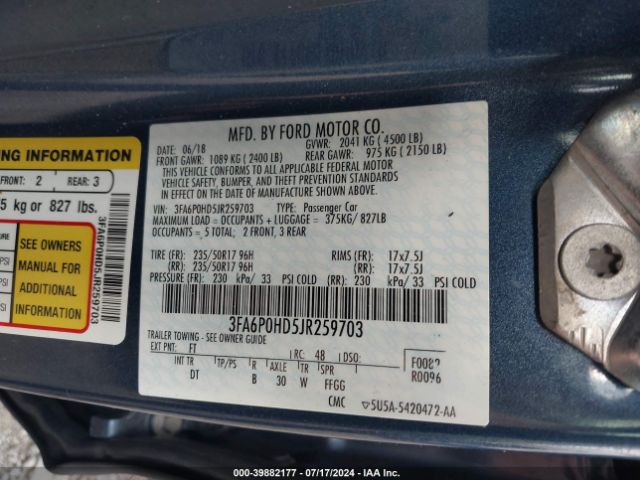 NG INFORMATION
FRONT: 2 REAR: 3
5 kg or 827 lbs.
SEE OWNERS
MANUAL FOR
ADDITIONAL
INFORMATION
PSI
PSI
3FA6P0HD5JR259703
MFD. BY FORD MOTOR CO.
DATE: 06/18 GVWR: 2041 KG ( 4500 LB)
FRONT GAWR: 1089 KG ( 2400 LB) REAR GAWR: 975 KG ( 2150 LB)
THIS VEHICLE CONFORMS TO ALL APPLICABLE FEDERAL MOTOR
VEHICLE SAFETY, BUMPER, AND THEFT PREVENTION STANDARDS
IN EFFECT ON THE DATE OF MANUFACTURE SHOWN ABOVE.
VIN: 3FA6P0HD5JR259703 TYPE: Passenger Car
MAXIMUM LOAD = OCCUPANTS + LUGGAGE = 375KG/ 827LB
OCCUPANTS = 5 TOTAL: 2 FRONT, 3 REAR
TIRE (FR): 235/50R17 96H RIMS (FR): 17x7.5J
(RR): 235/50R17 96H (RR): 17x7.5J
PRESSURE (FR): 230 kPa/ 33 PSI COLD (RR): 230 kPa/ 33 PSI COLD
3FA6P0HD5JR259703
TRAILER TOWING - SEE OWNER GUIDE
EXT PNT: FT RC: 48 DSO: F0082
R0096
INT TR TP/PS R AXLE TR SPR
DT B 30 W FFGG
CMC 5U5A-5420472-AA
000-39882177 - 07/17/2024 - IAA Inc.